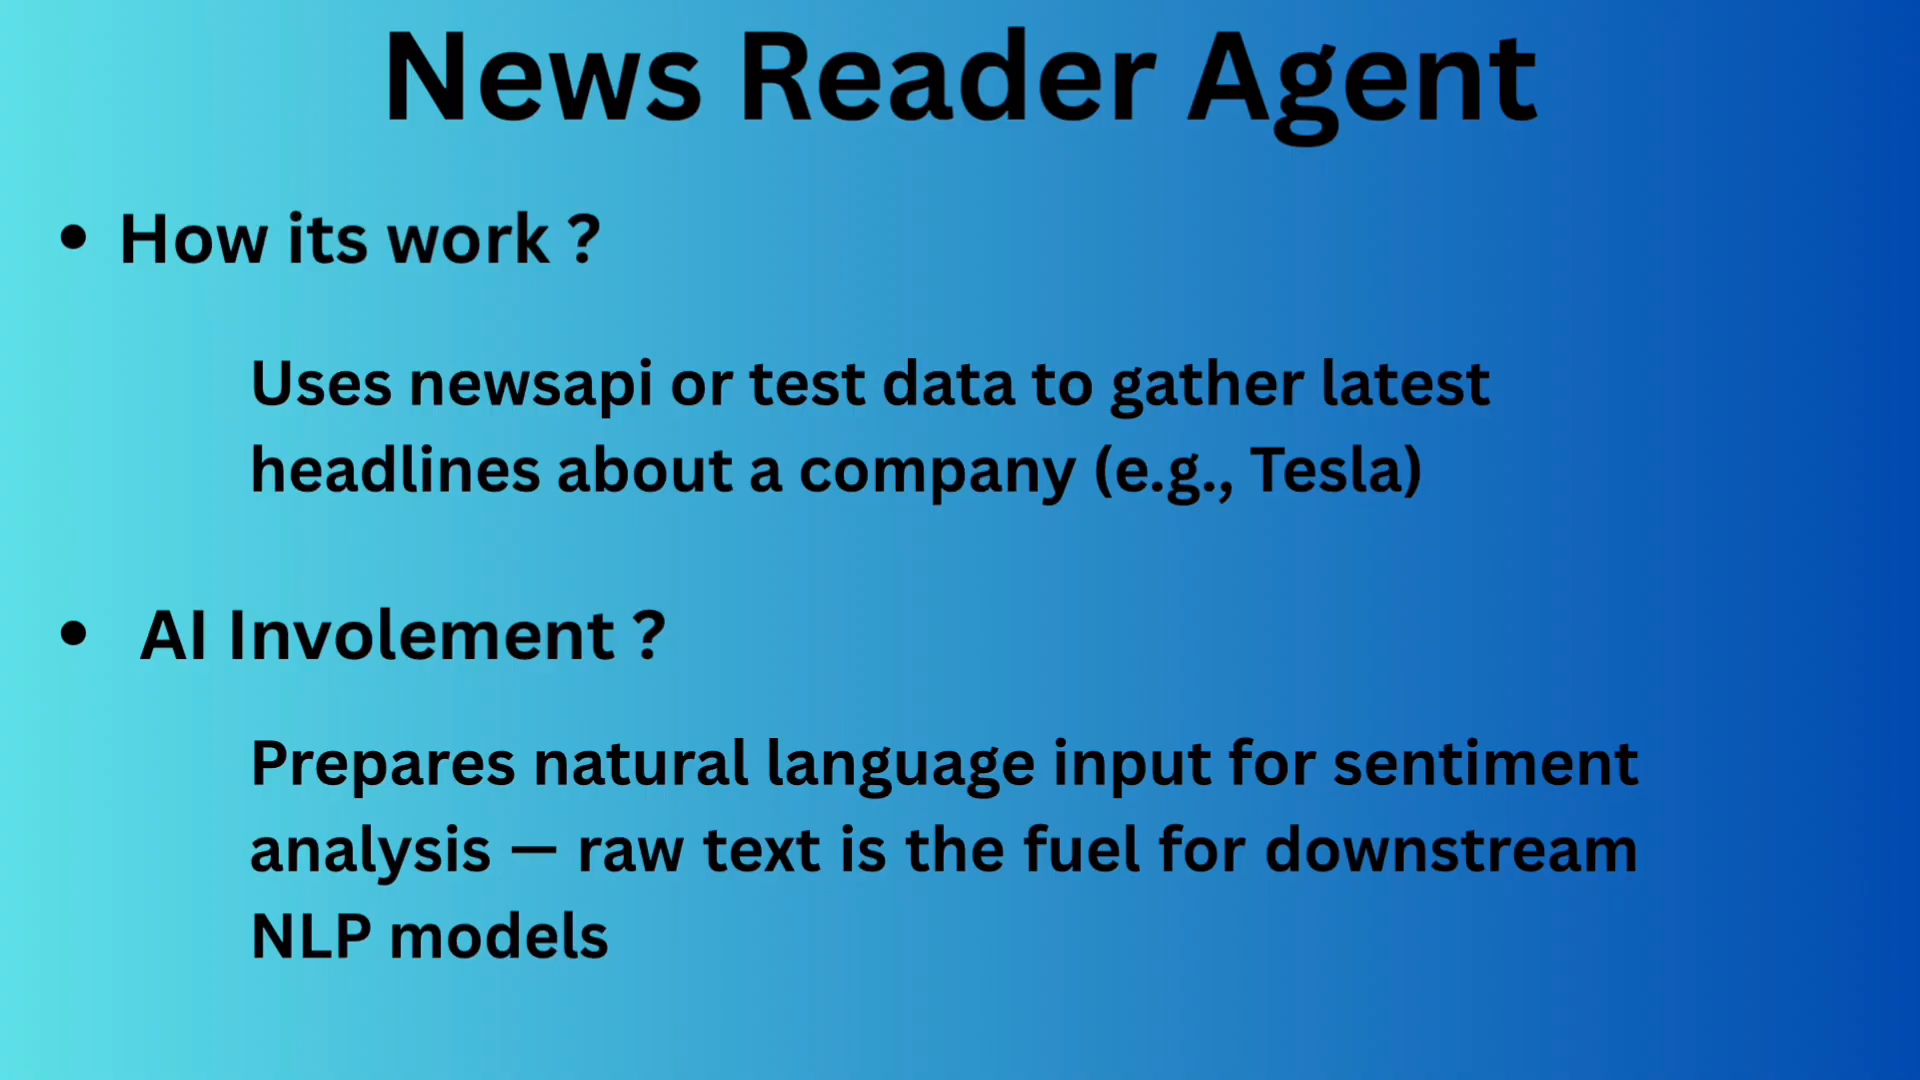 News Reader Agent
• How its work ?
Uses newsapi or test data to gather latest
headlines about a company (e.g., Tesla)
• AI Involement ?
Prepares natural language input for sentiment
analysis — raw text is the fuel for downstream
NLP models